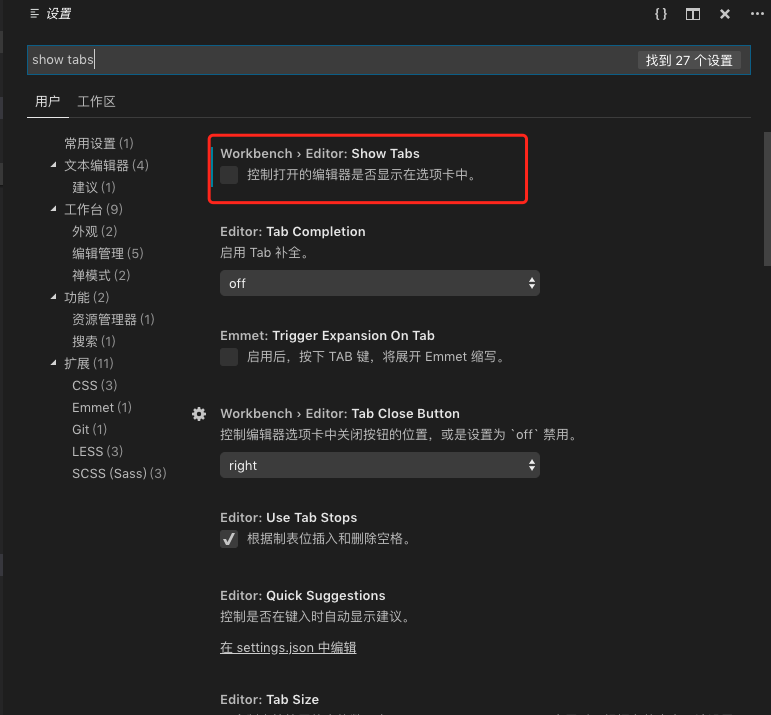 设置
show tabs
找到 27 个设置
用户 工作区
常用设置 (1)
文本编辑器 (4)
建议 (1)
工作台 (9)
外观 (2)
编辑管理 (5)
禅模式 (2)
功能 (2)
资源管理器 (1)
搜索 (1)
扩展 (11)
CSS (3)
Emmet (1)
Git (1)
LESS (3)
SCSS (Sass) (3)
Workbench › Editor: Show Tabs
控制打开的编辑器是否显示在选项卡中。
Editor: Tab Completion
启用 Tab 补全。
off
Emmet: Trigger Expansion On Tab
启用后，按下 TAB 键，将展开 Emmet 缩写。
Workbench › Editor: Tab Close Button
控制编辑器选项卡中关闭按钮的位置，或是设置为 `off` 禁用。
right
Editor: Use Tab Stops
根据制表位插入和删除空格。
Editor: Quick Suggestions
控制是否在键入时自动显示建议。
在 settings.json 中编辑
Editor: Tab Size